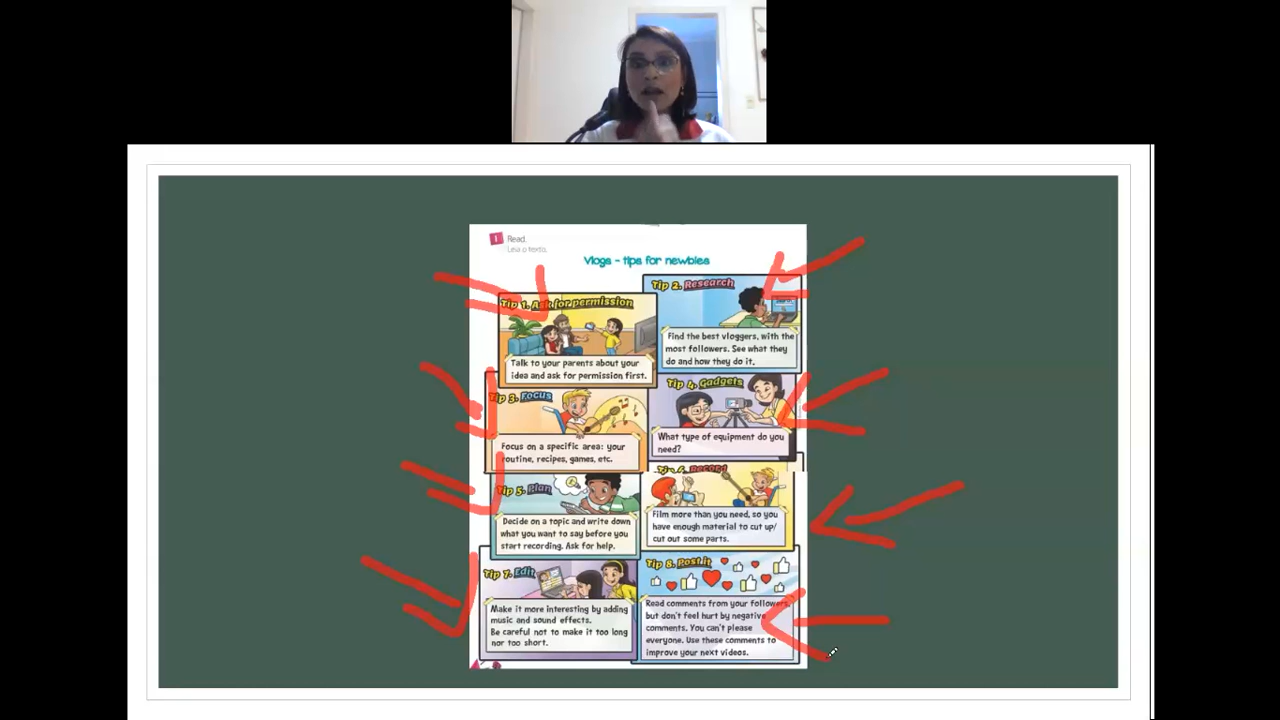 1 Read.
Leia o texto.
Vlogs - tips for newbies
Tip 1. Ask for permission
Talk to your parents about your
idea and ask for permission first.
Tip 2. Research
Find the best vloggers, with the
most followers. See what they
do and how they do it.
Tip 3. Focus
Focus on a specific area: your
routine, recipes, games, etc.
Tip 4. Gadgets
What type of equipment do you
need?
Tip 5. Plan
Decide on a topic and write down
what you want to say before you
start recording. Ask for help.
Tip 6. Record
Film more than you need, so you
have enough material to cut up/
cut out some parts.
Tip 7. Edit
Make it more interesting by adding
music and sound effects.
Be careful not to make it too long
nor too short.
Tip 8. Post it
Read comments from your followers,
but don't feel hurt by negative
comments. You can't please
everyone. Use these comments to
improve your next videos.